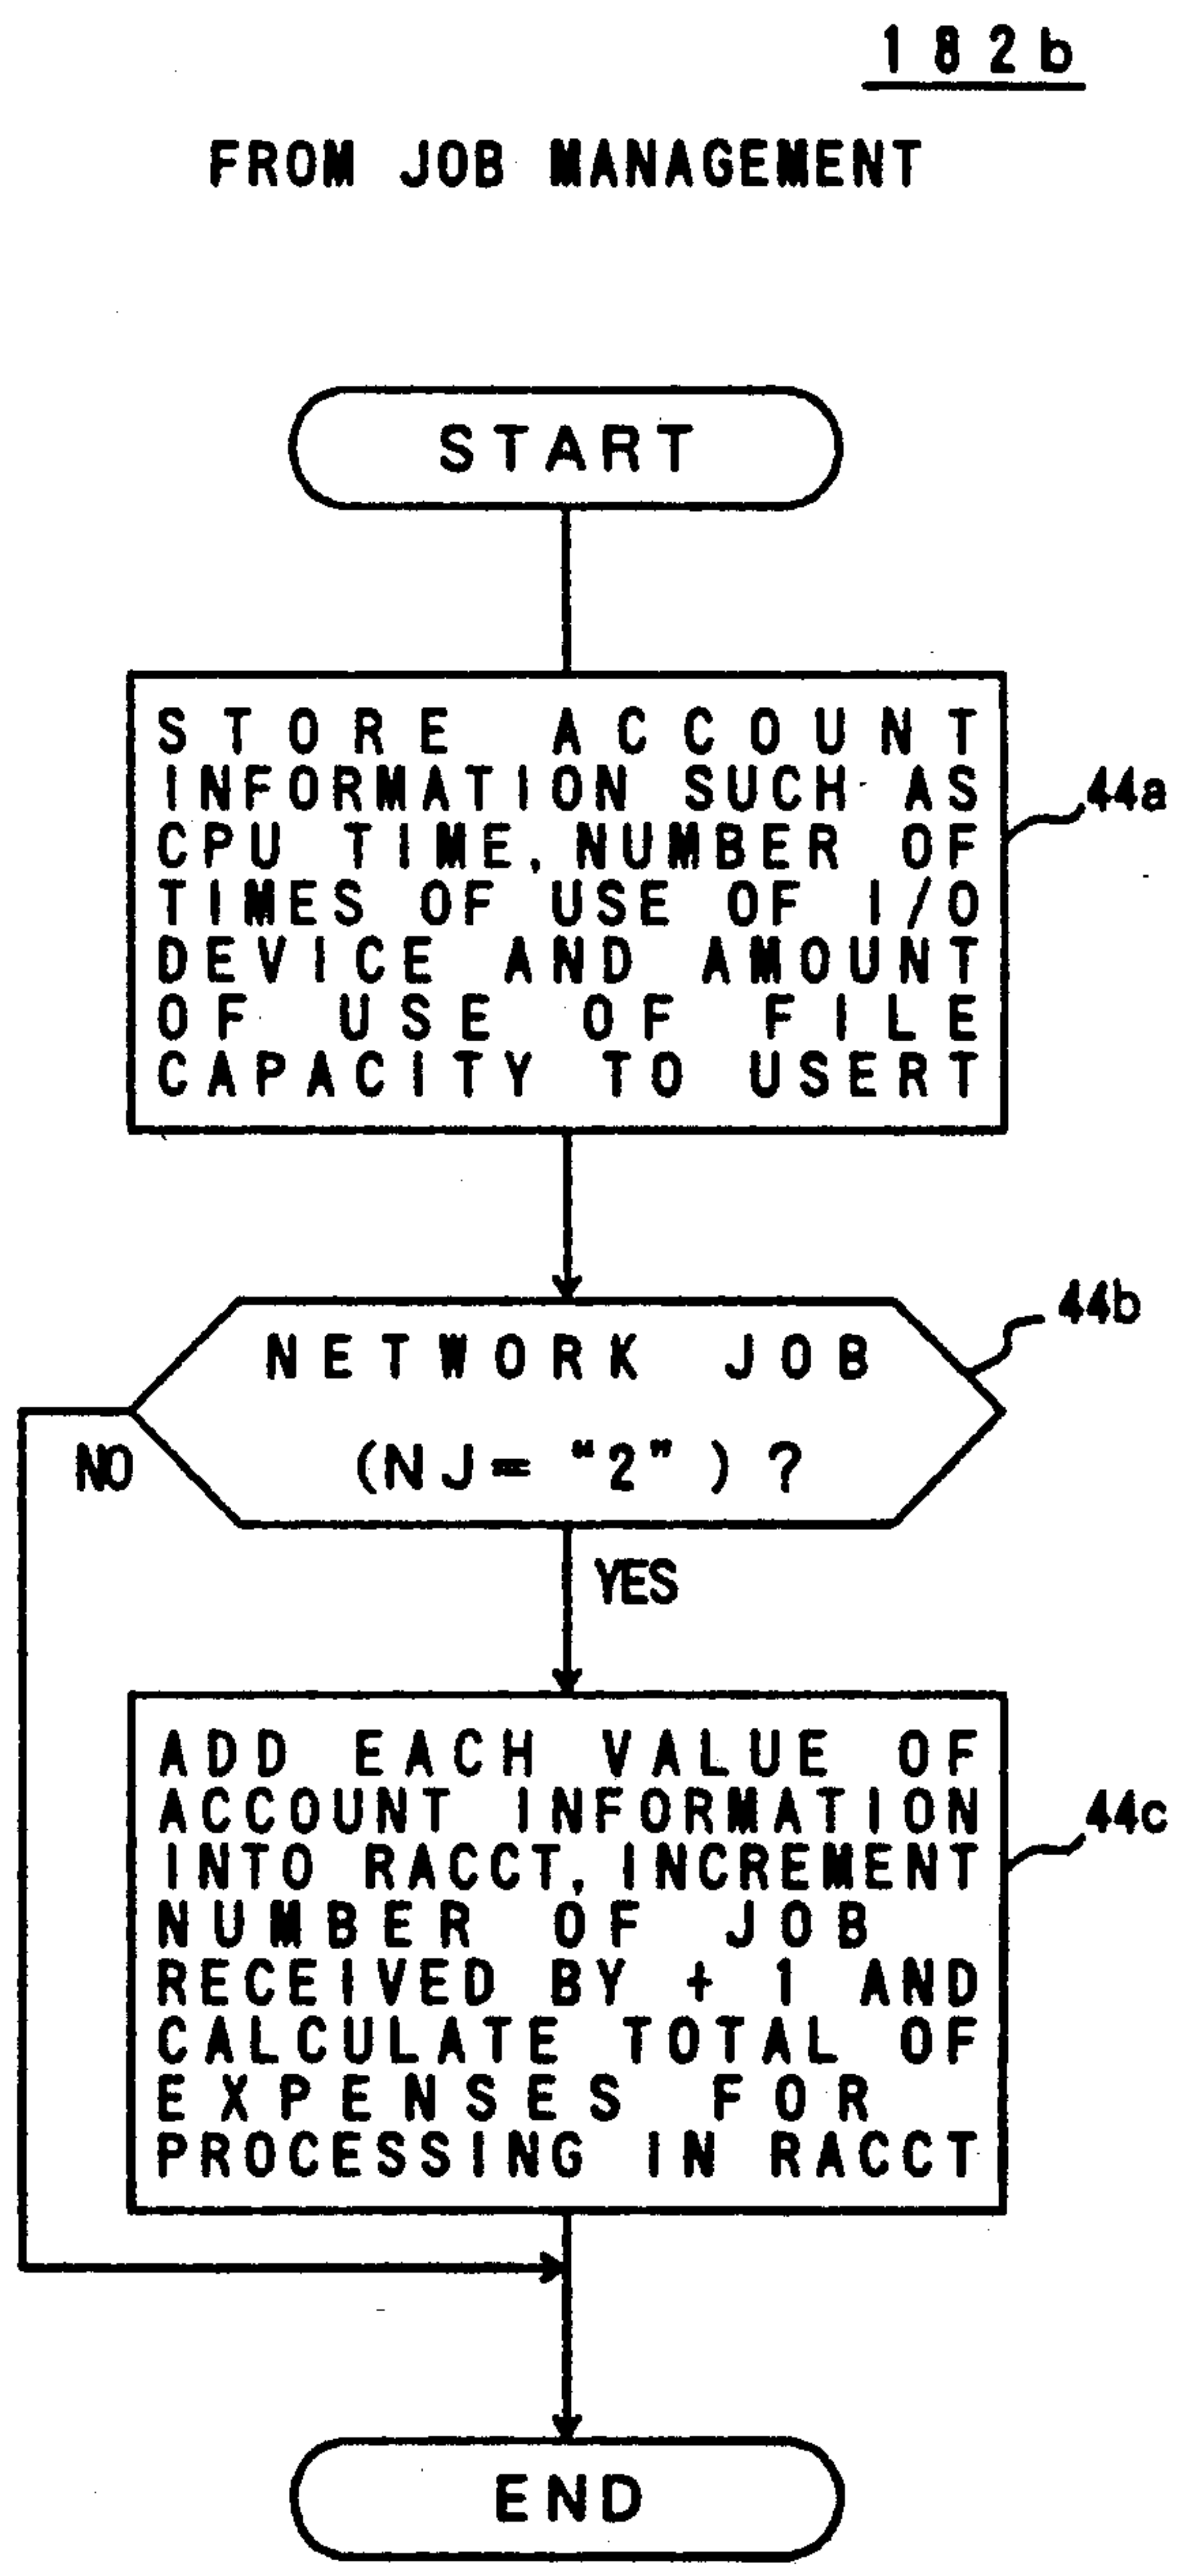 182b
FROM JOB MANAGEMENT
START
STORE ACCOUNT
INFORMATION SUCH AS
CPU TIME, NUMBER OF
TIMES OF USE OF I/O
DEVICE AND AMOUNT
OF USE OF FILE
CAPACITY TO USERT
44a
NETWORK JOB
(NJ= “2” ) ?
44b
NO
YES
ADD EACH VALUE OF
ACCOUNT INFORMATION
INTO RACCT, INCREMENT
NUMBER OF JOB
RECEIVED BY + 1 AND
CALCULATE TOTAL OF
EXPENSES FOR
PROCESSING IN RACCT
44c
END